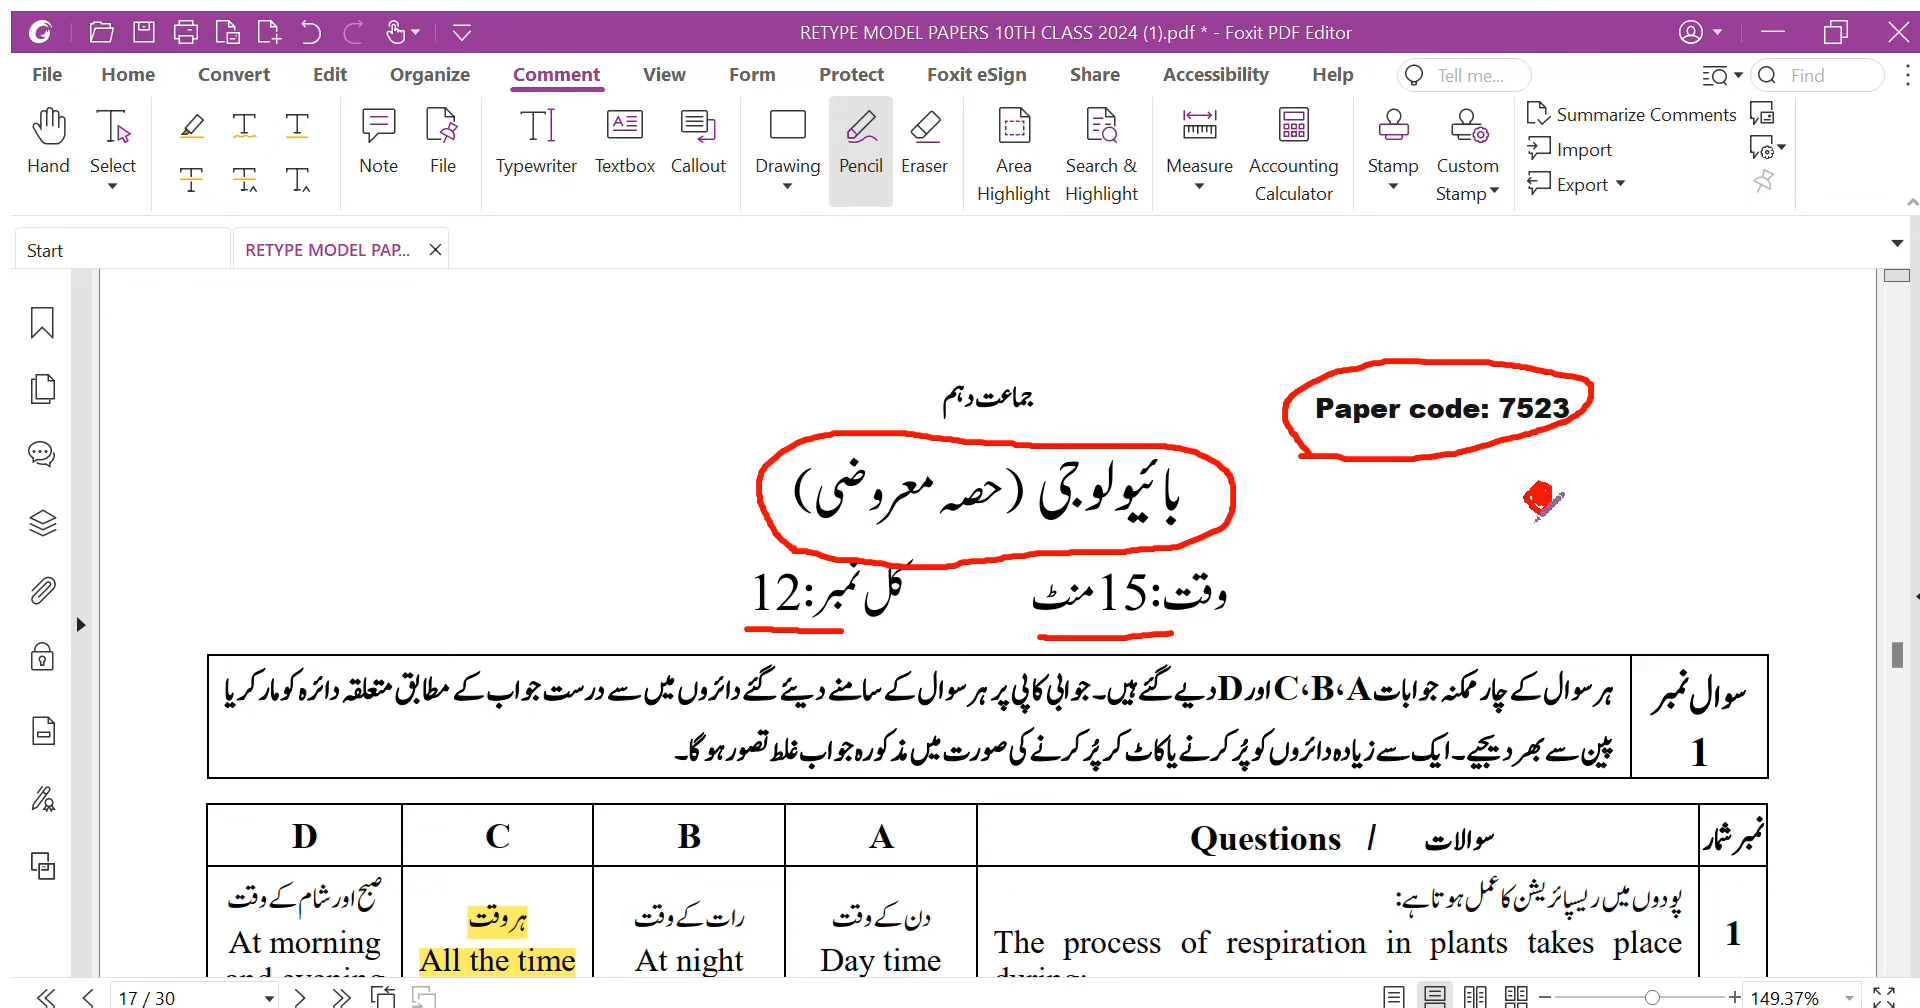 RETYPE MODEL PAPERS 10TH CLASS 2024 (1).pdf * - Foxit PDF Editor
File Home Convert Edit Organize Comment View Form Protect Foxit eSign Share Accessibility Help Tell me... Find
Hand Select Note File Typewriter Textbox Callout Drawing Pencil Eraser Area Highlight Search & Highlight Measure Accounting Calculator Stamp Custom Stamp
Summarize Comments
Import
Export
Start RETYPE MODEL PAP...
جماعت دہم
Paper code: 7523
بائیولوجی (حصہ معروضی)
وقت:15 منٹ کل نمبر:12
سوال نمبر 1
ہر سوال کے چار ممکنہ جوابات C،B،A اور D دیے گئے ہیں۔ جوابی کاپی پر ہر سوال کے سامنے دیئے گئے دائروں میں سے درست جواب کے مطابق متعلقہ دائرہ کو مارکر یا
پین سے بھر دیجیے۔ ایک سے زیادہ دائروں کو پُر کرنے یا کاٹ کر پُر کرنے کی صورت میں مذکورہ جواب غلط تصور ہو گا۔
نمبر شمار سوالات / Questions A B C D
1
پودوں میں ریسپائریشن کا عمل ہوتا ہے:
The process of respiration in plants takes place
during:
دن کے وقت
Day time
رات کے وقت
At night
ہر وقت
All the time
صبح اور شام کے وقت
At morning
and evening
17 / 30 149.37%